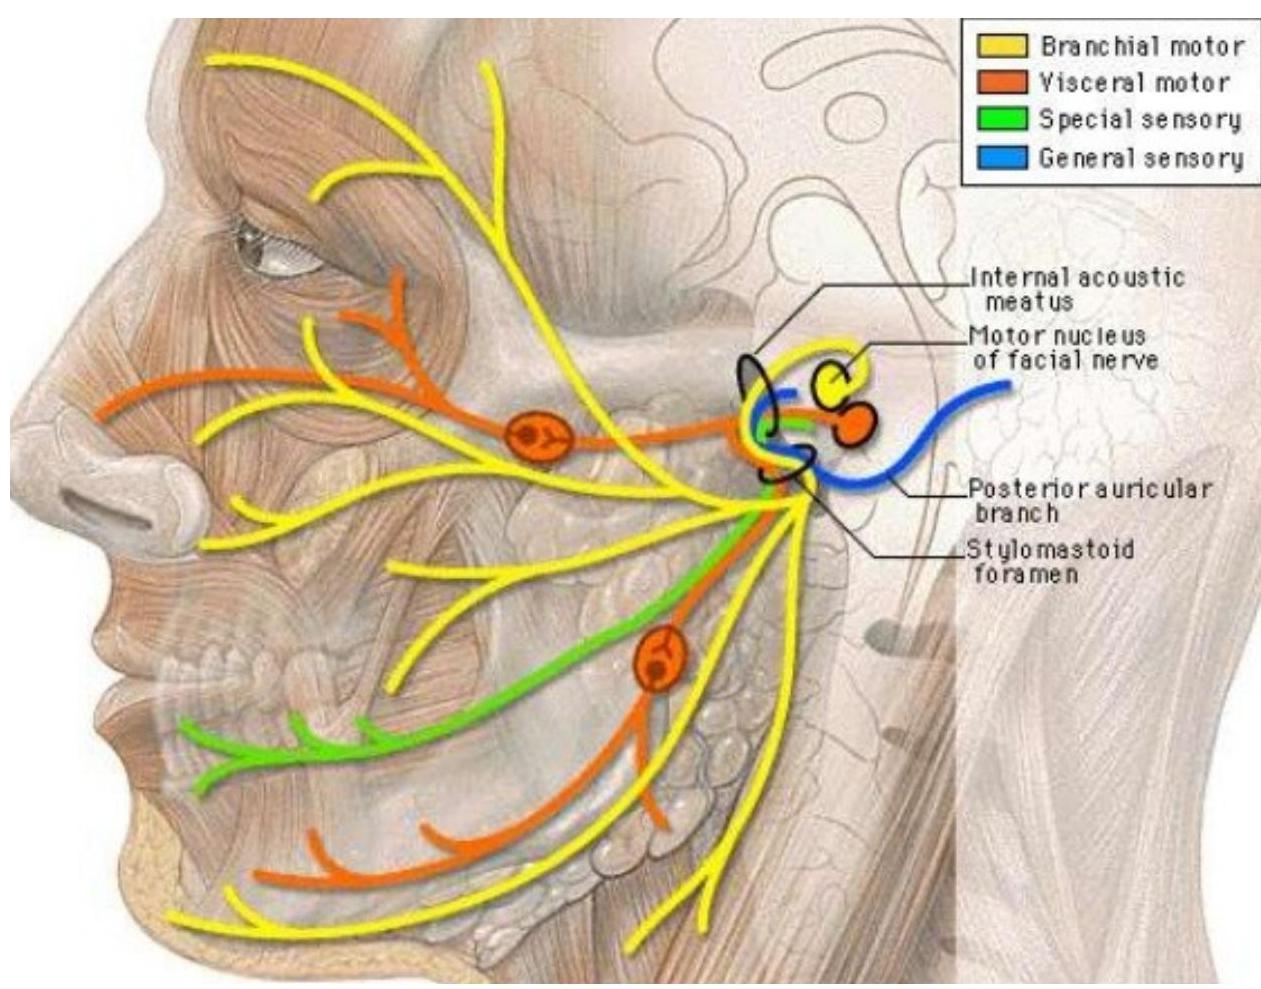 Branchial motor
Visceral motor
Special sensory
General sensory
Internal acoustic
meatus
Motor nucleus
of facial nerve
Posterior auricular
branch
Stylomastoid
foramen